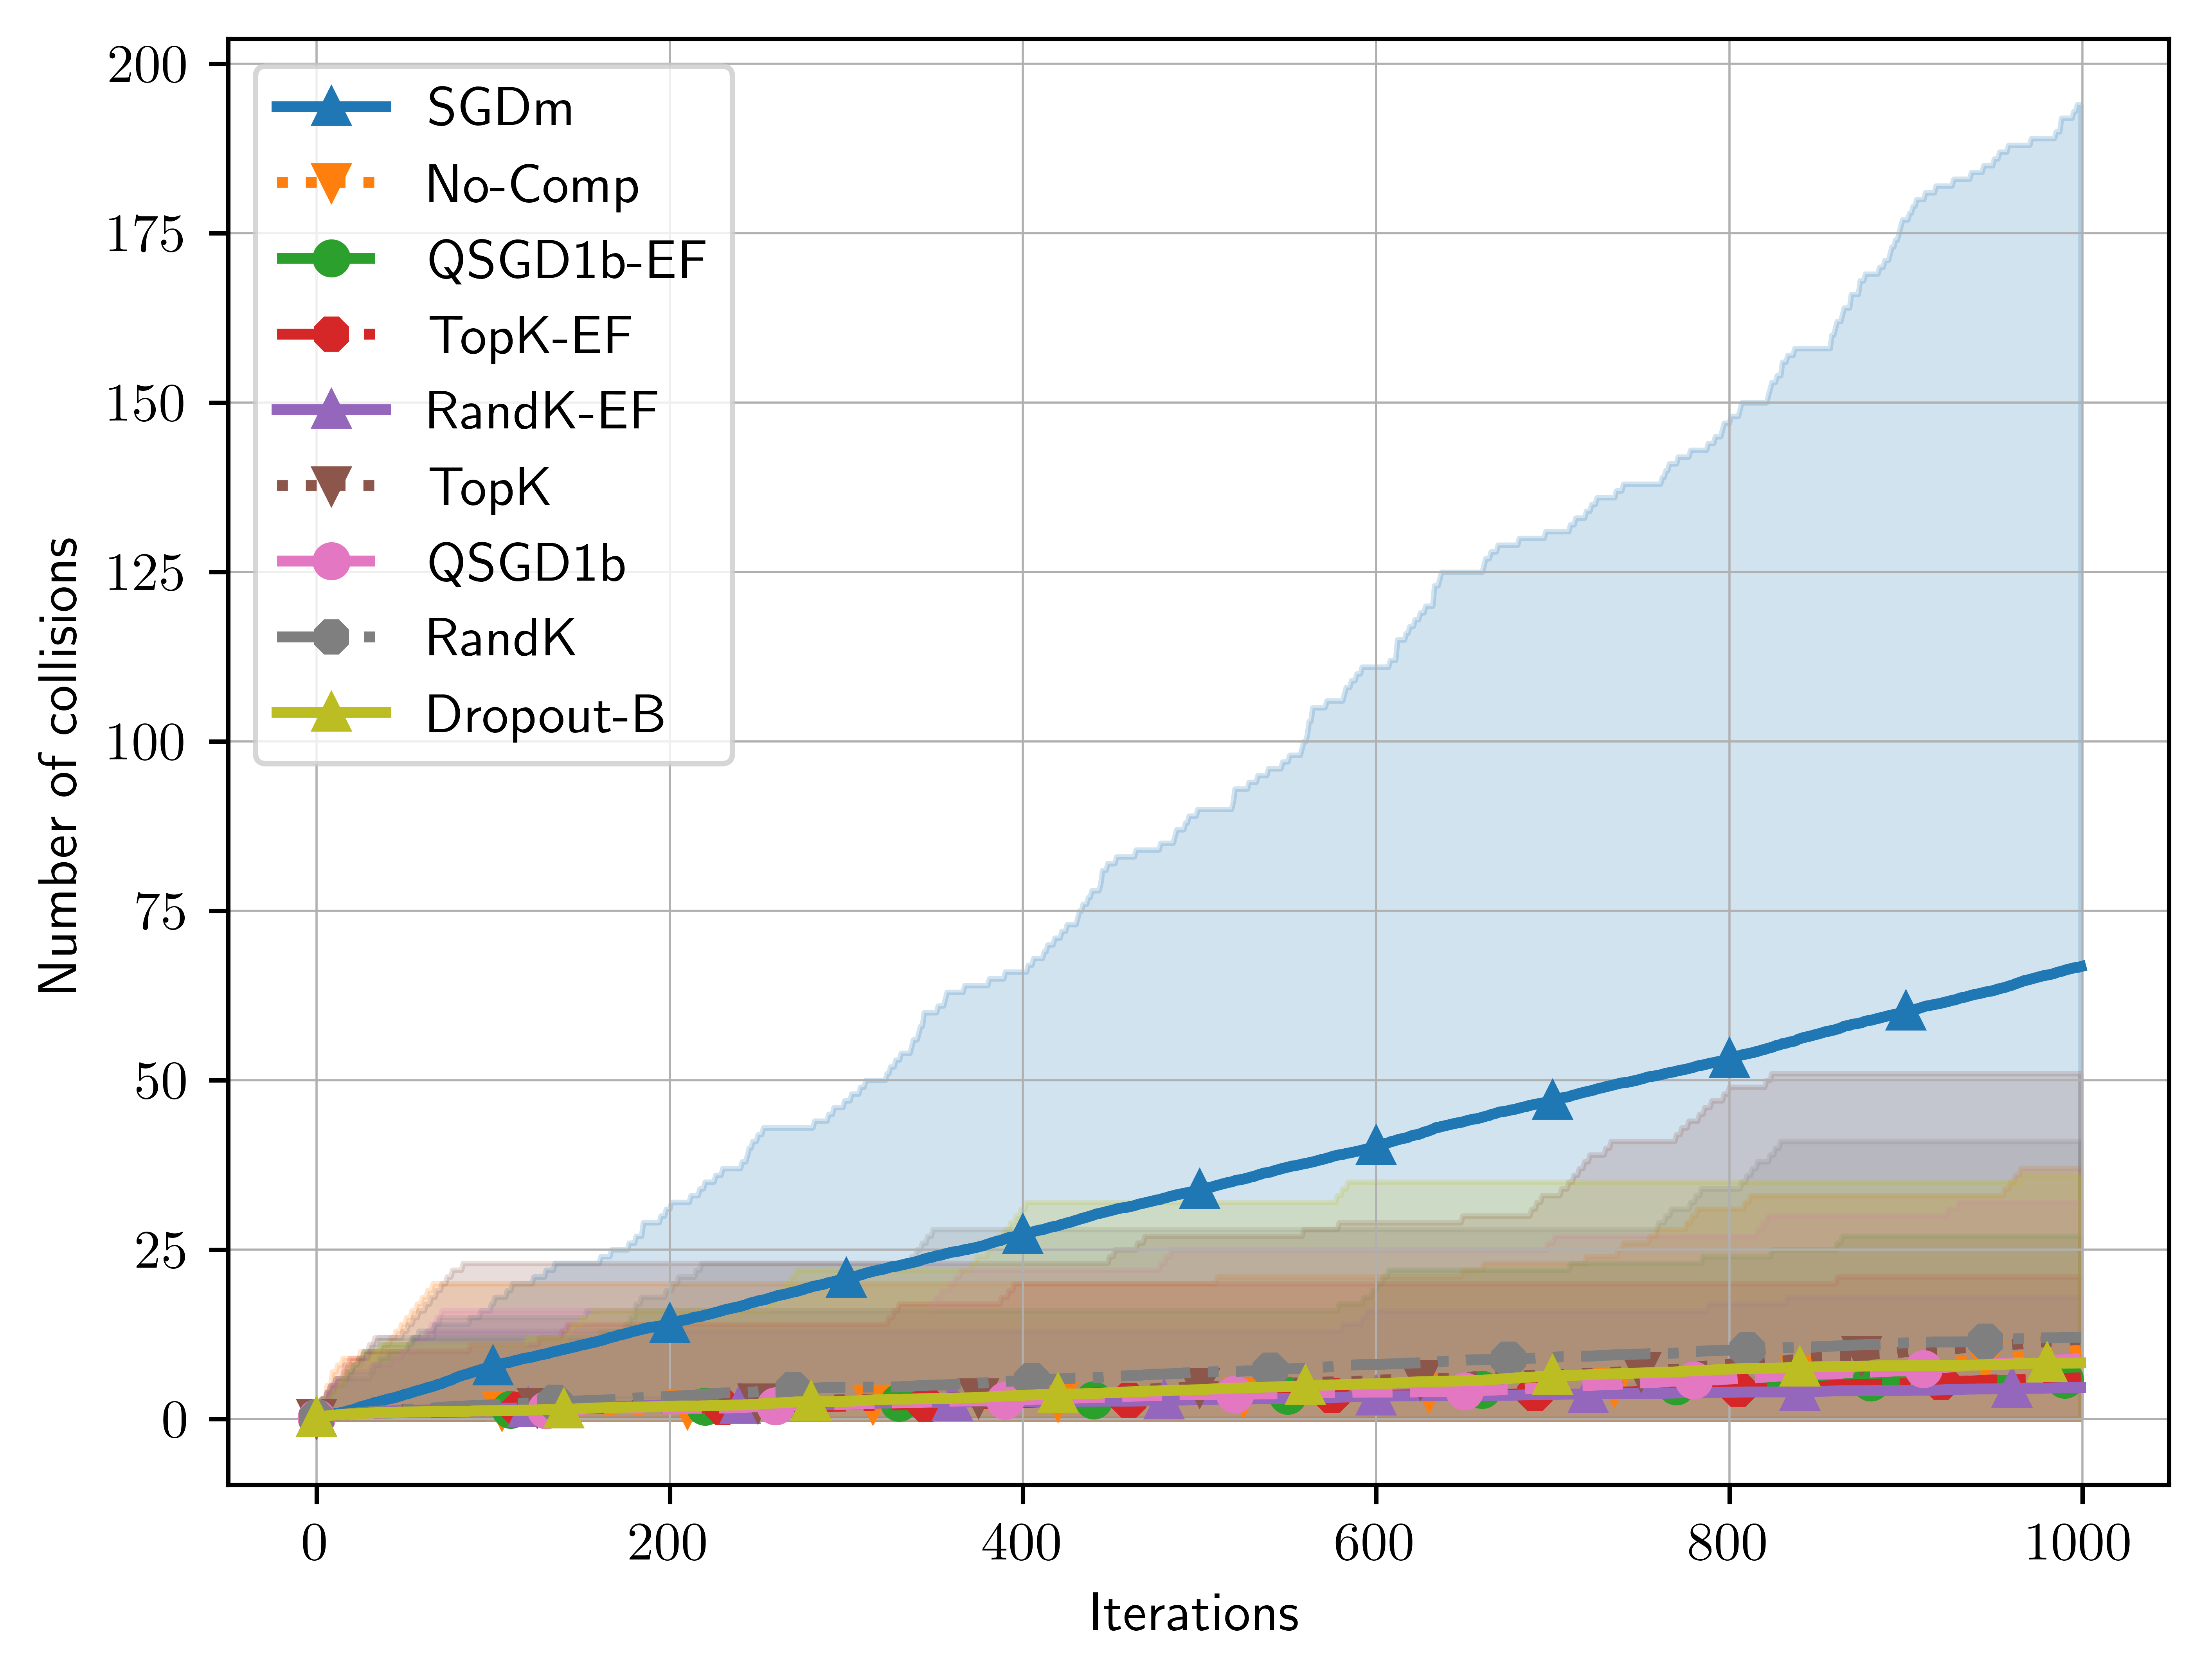 200
175
150
125
100
75
50
25
0
Number of collisions
SGDm
No-Comp
QSGD1b-EF
TopK-EF
RandK-EF
TopK
QSGD1b
RandK
Dropout-B
0 200 400 600 800 1000
Iterations